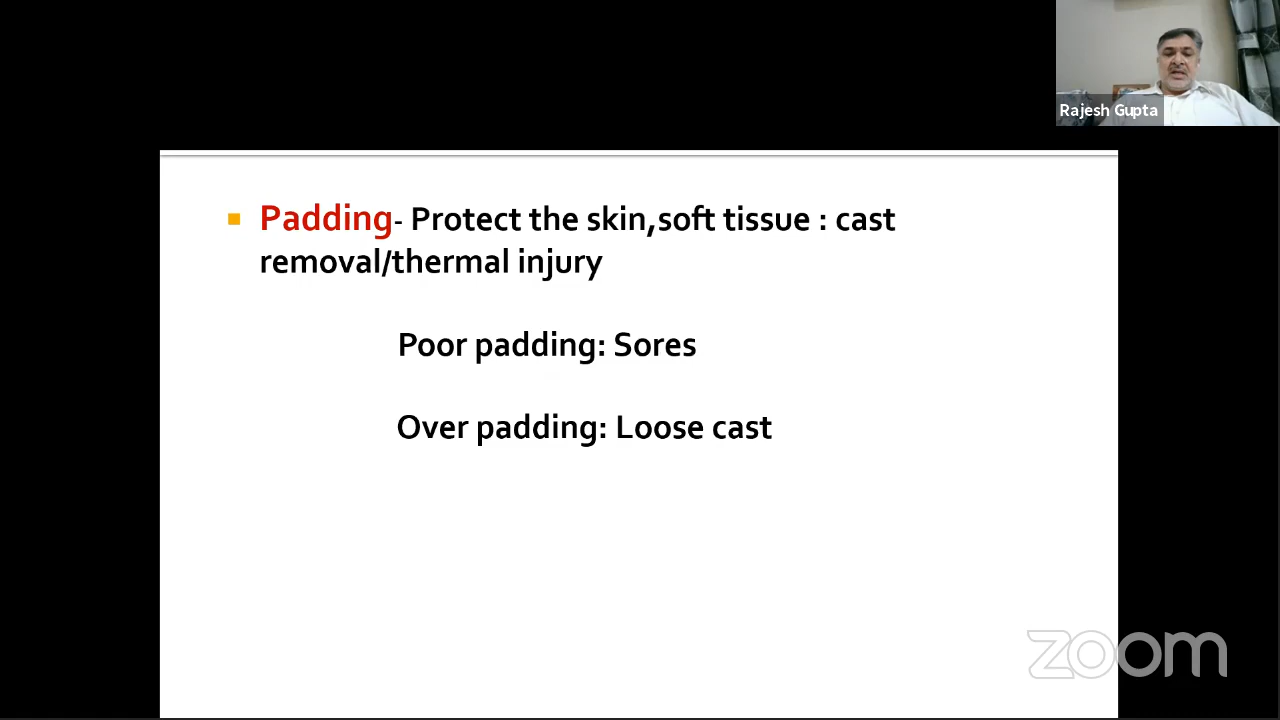 Rajesh Gupta
Padding- Protect the skin,soft tissue : cast
removal/thermal injury
Poor padding: Sores
Over padding: Loose cast
zoom